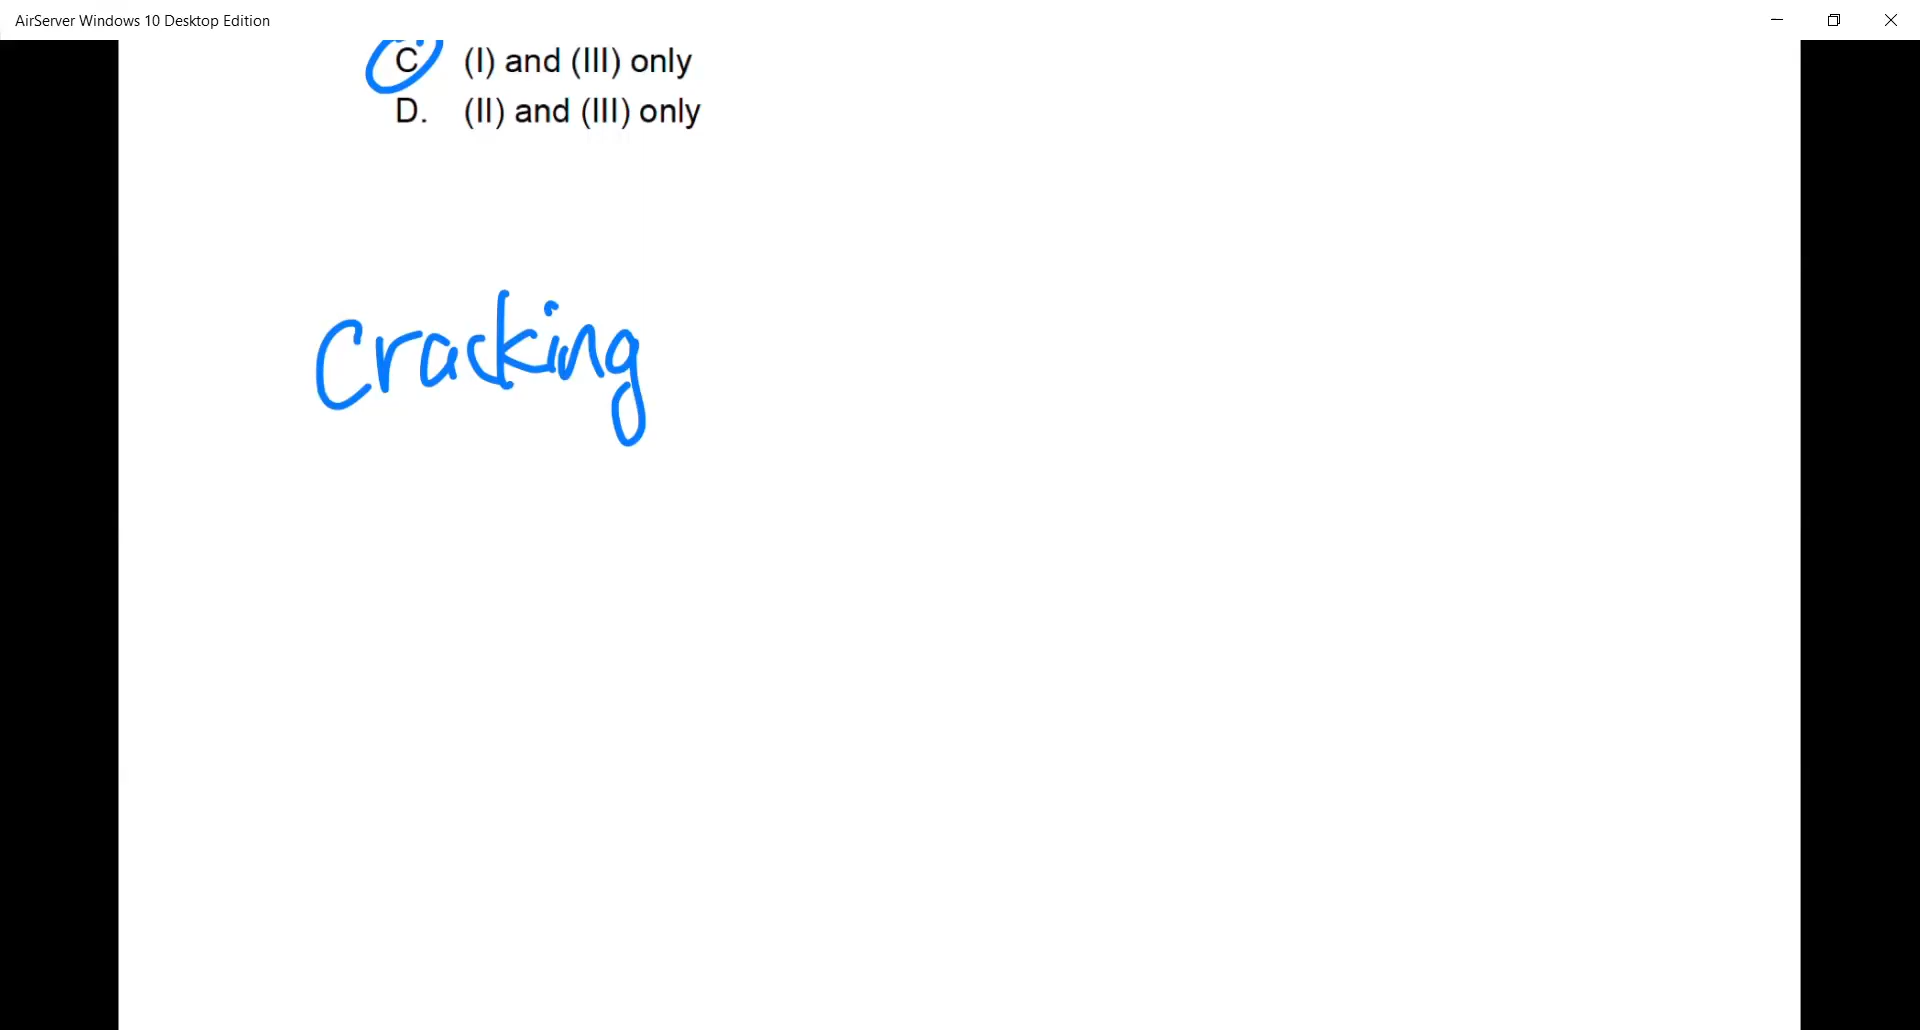 AirServer Windows 10 Desktop Edition
C (I) and (III) only
D. (II) and (III) only
Cracking